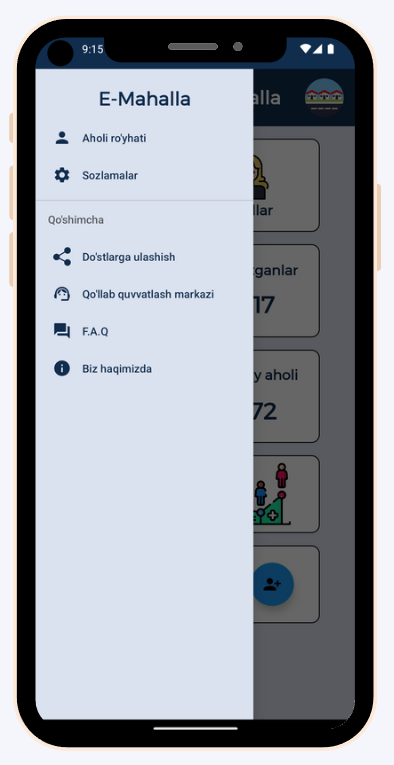 9:15
E-Mahalla
alla
Aholi ro'yhati
Sozlamalar
llar
Qo'shimcha
Do'stlarga ulashish
ganlar
Qo'llab quvvatlash markazi
17
F.A.Q
Biz haqimizda
y aholi
72